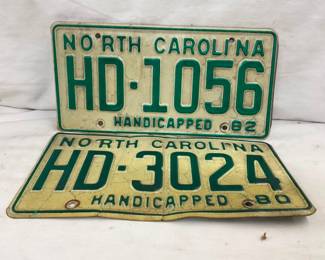 NORTH CAROLINA
HD·1056
HANDICAPPED 82
NORTH CAROLINA
HD·3024
HANDICAPPED 80